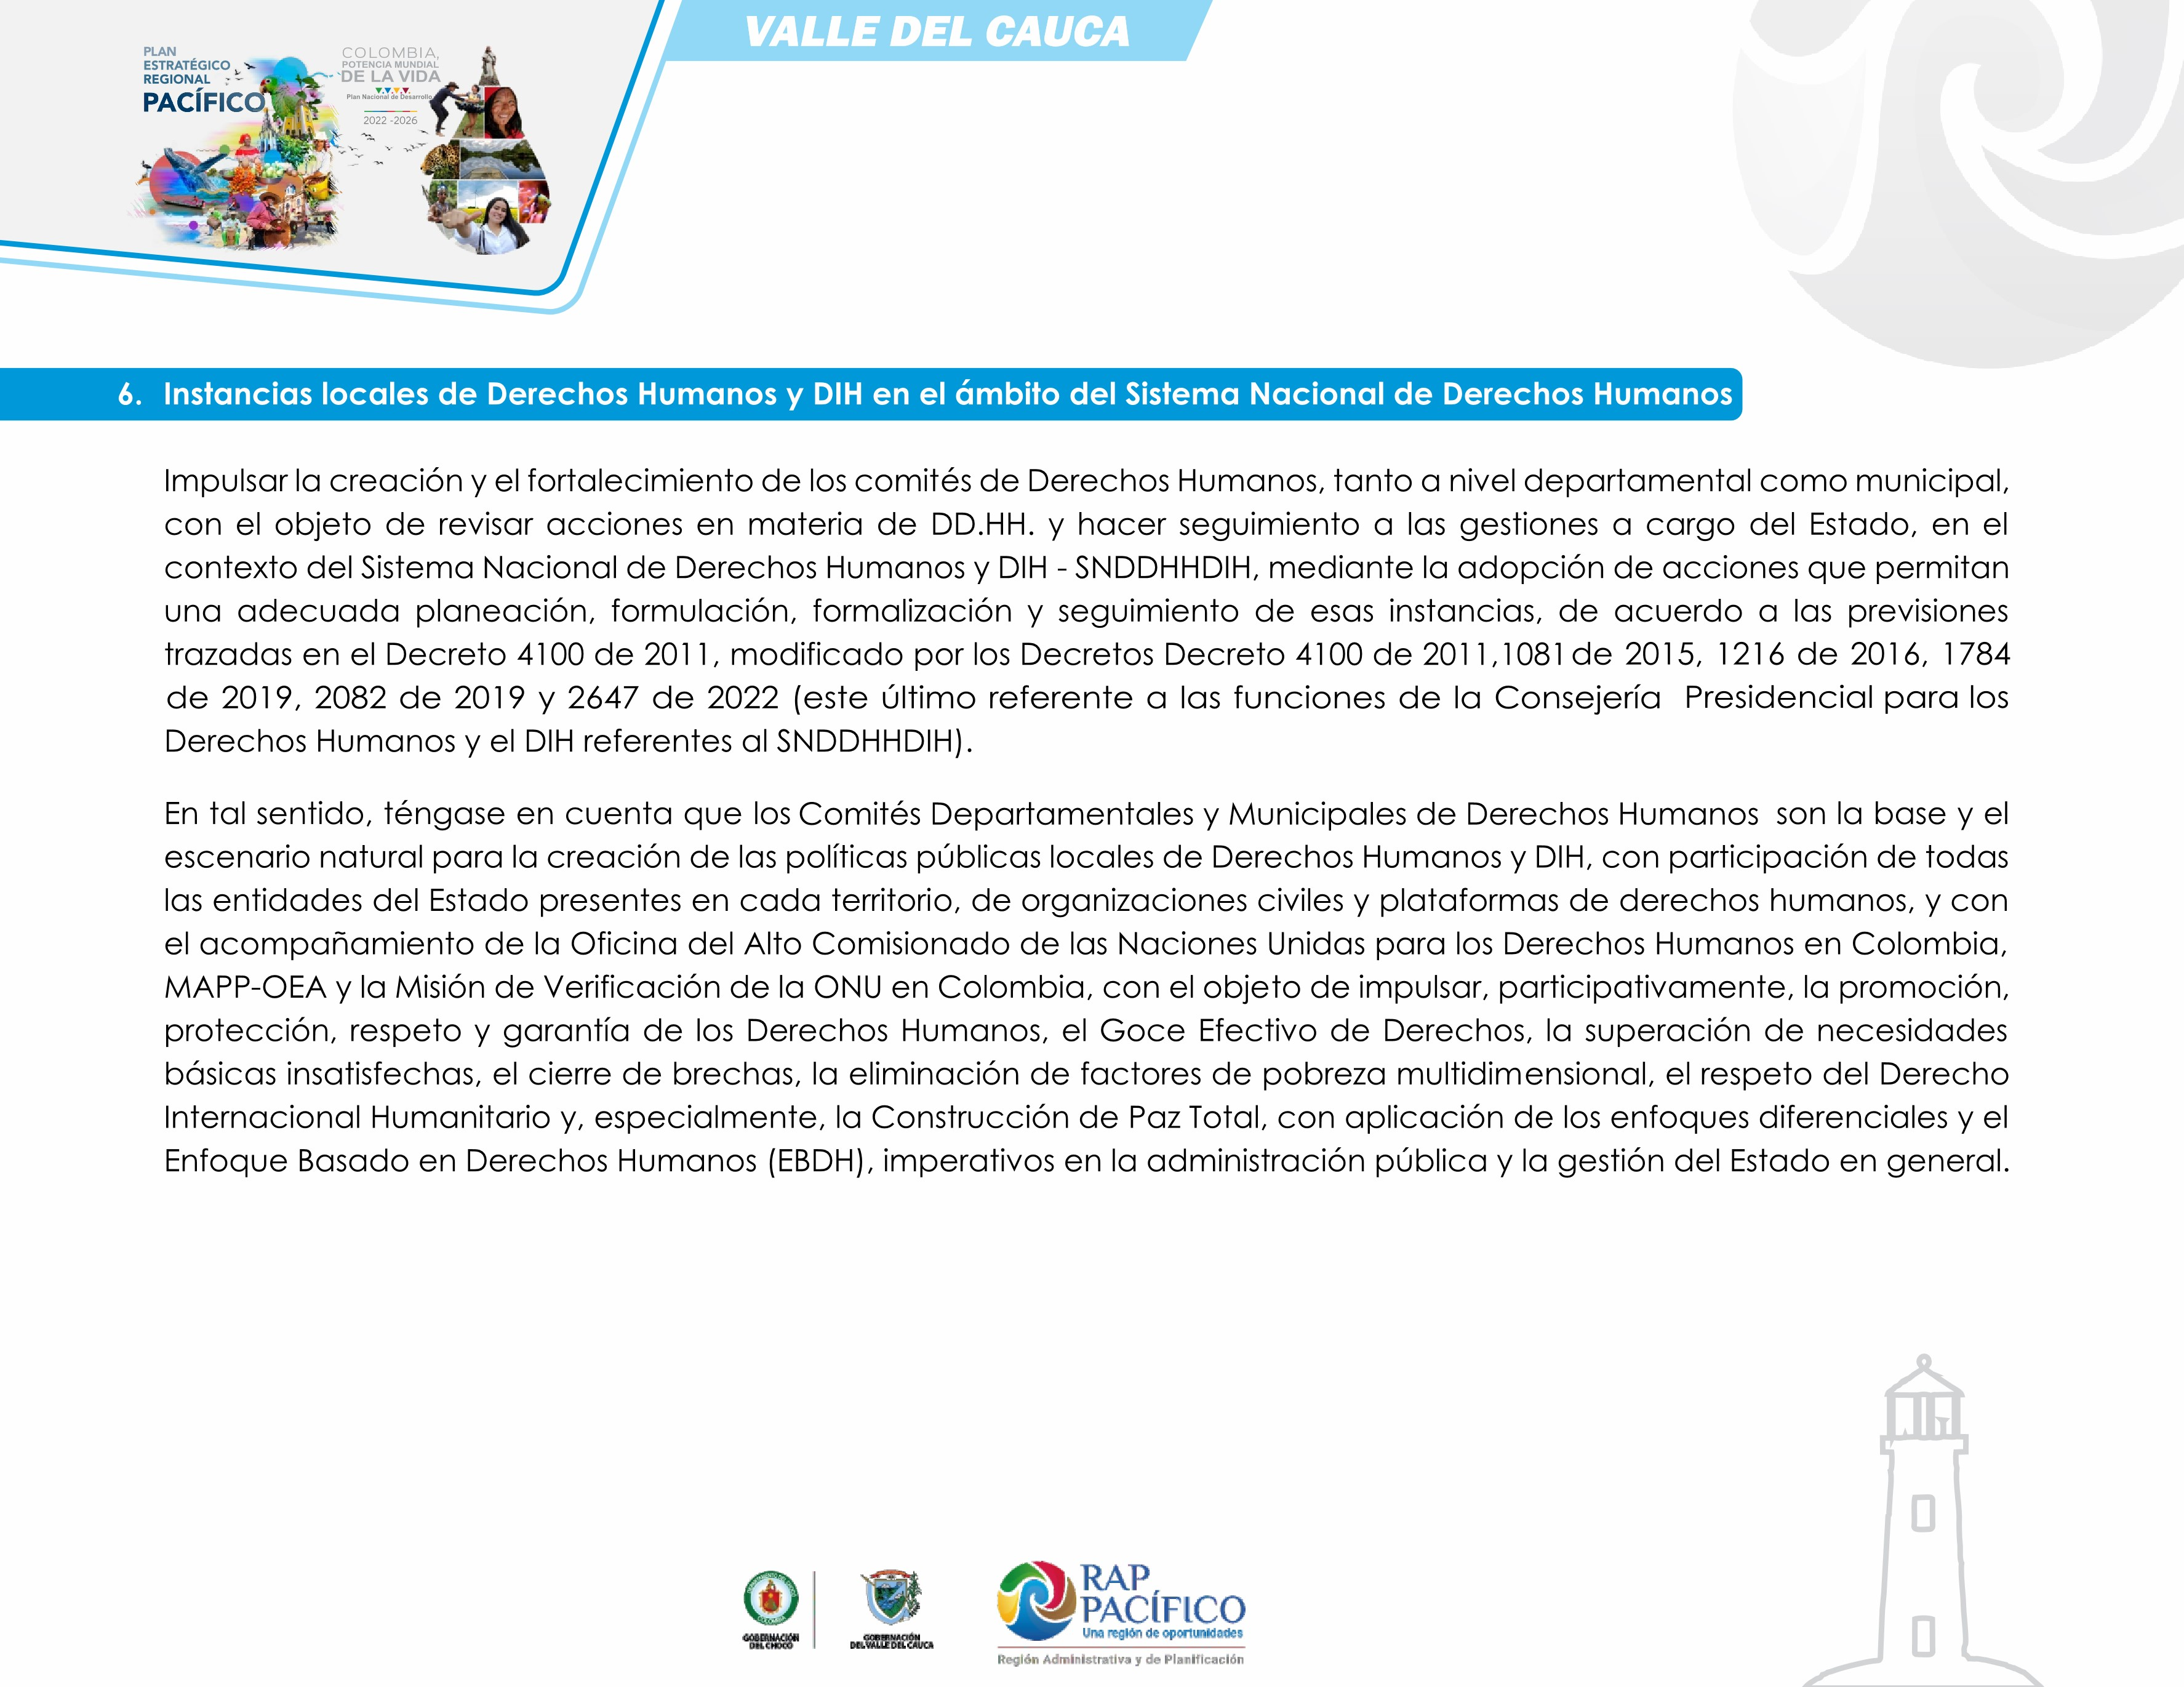 VALLE DEL CAUCA
PLAN
ESTRATÉGICO
REGIONAL
PACÍFICO
COLOMBIA,
POTENCIA MUNDIAL
DE LA VIDA
Plan Nacional de Desarrollo
2022 -2026
6. Instancias locales de Derechos Humanos y DIH en el ámbito del Sistema Nacional de Derechos Humanos
Impulsar la creación y el fortalecimiento de los comités de Derechos Humanos, tanto a nivel departamental como municipal,
con el objeto de revisar acciones en materia de DD.HH. y hacer seguimiento a las gestiones a cargo del Estado, en el
contexto del Sistema Nacional de Derechos Humanos y DIH - SNDDHHDIH, mediante la adopción de acciones que permitan
una adecuada planeación, formulación, formalización y seguimiento de esas instancias, de acuerdo a las previsiones
trazadas en el Decreto 4100 de 2011, modificado por los Decretos Decreto 4100 de 2011,1081 de 2015, 1216 de 2016, 1784
de 2019, 2082 de 2019 y 2647 de 2022 (este último referente a las funciones de la Consejería Presidencial para los
Derechos Humanos y el DIH referentes al SNDDHHDIH).
En tal sentido, téngase en cuenta que los Comités Departamentales y Municipales de Derechos Humanos son la base y el
escenario natural para la creación de las políticas públicas locales de Derechos Humanos y DIH, con participación de todas
las entidades del Estado presentes en cada territorio, de organizaciones civiles y plataformas de derechos humanos, y con
el acompañamiento de la Oficina del Alto Comisionado de las Naciones Unidas para los Derechos Humanos en Colombia,
MAPP-OEA y la Misión de Verificación de la ONU en Colombia, con el objeto de impulsar, participativamente, la promoción,
protección, respeto y garantía de los Derechos Humanos, el Goce Efectivo de Derechos, la superación de necesidades
básicas insatisfechas, el cierre de brechas, la eliminación de factores de pobreza multidimensional, el respeto del Derecho
Internacional Humanitario y, especialmente, la Construcción de Paz Total, con aplicación de los enfoques diferenciales y el
Enfoque Basado en Derechos Humanos (EBDH), imperativos en la administración pública y la gestión del Estado en general.
GOBERNACIÓN
DEL CHOCÓ
GOBERNACIÓN
DEL VALLE DEL CAUCA
RAP
PACÍFICO
Una región de oportunidades
Región Administrativa y de Planificación